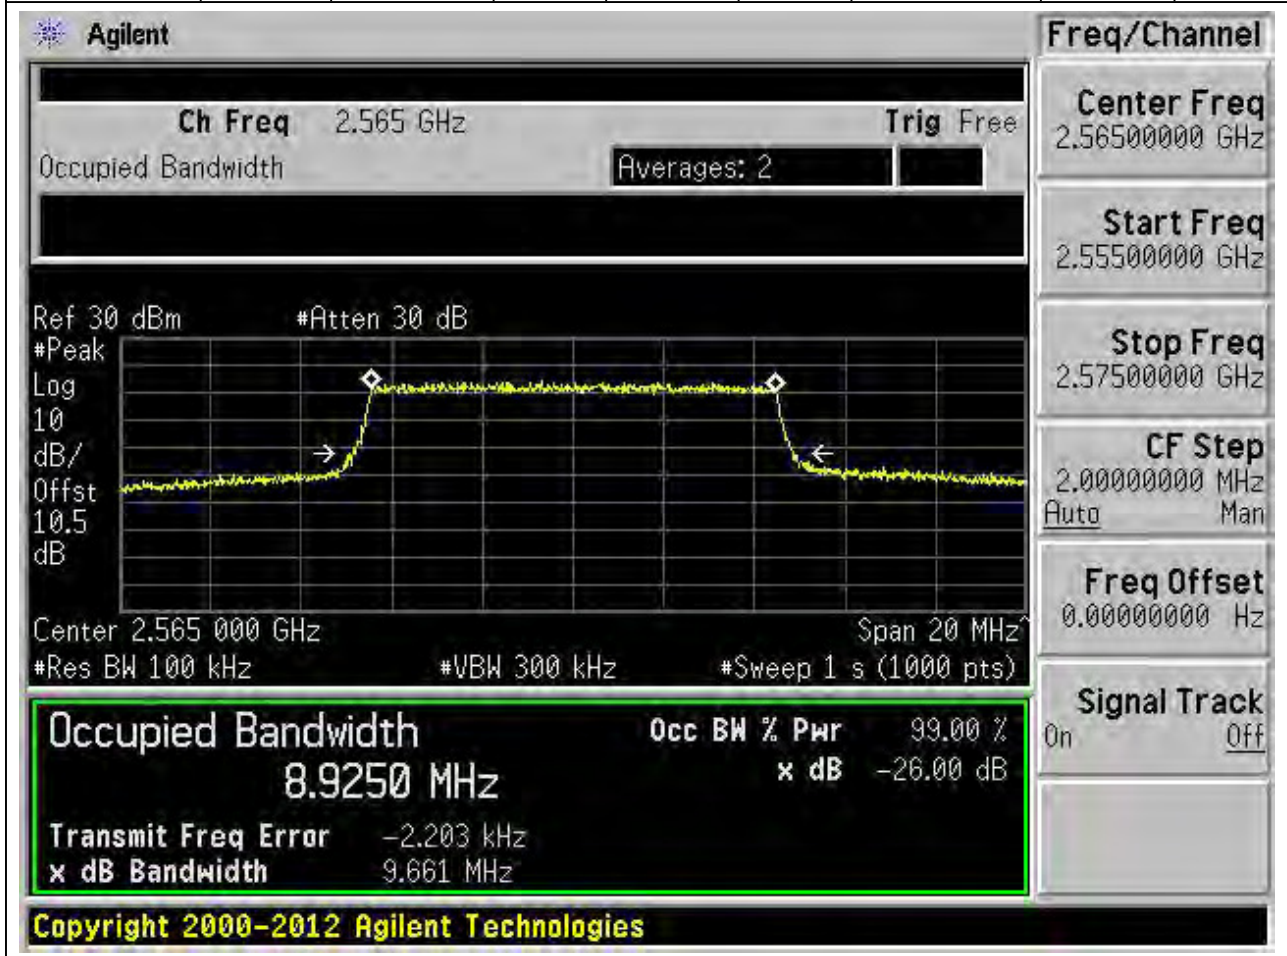 Agilent
Freq/Channel
Ch Freq 2.565 GHz Trig Free
Occupied Bandwidth Averages: 2
Center Freq
2.56500000 GHz
Start Freq
2.55500000 GHz
Stop Freq
2.57500000 GHz
CF Step
2.00000000 MHz
Auto Man
Freq Offset
0.00000000 Hz
Signal Track
On Off
Ref 30 dBm #Atten 30 dB
#Peak
Log
10
dB/
Offst
10.5
dB
Center 2.565 000 GHz Span 20 MHz^
#Res BW 100 kHz #VBW 300 kHz #Sweep 1 s (1000 pts)
Occupied Bandwidth
8.9250 MHz
Occ BW % Pwr 99.00 %
x dB -26.00 dB
Transmit Freq Error -2.203 kHz
x dB Bandwidth 9.661 MHz
Copyright 2000-2012 Agilent Technologies